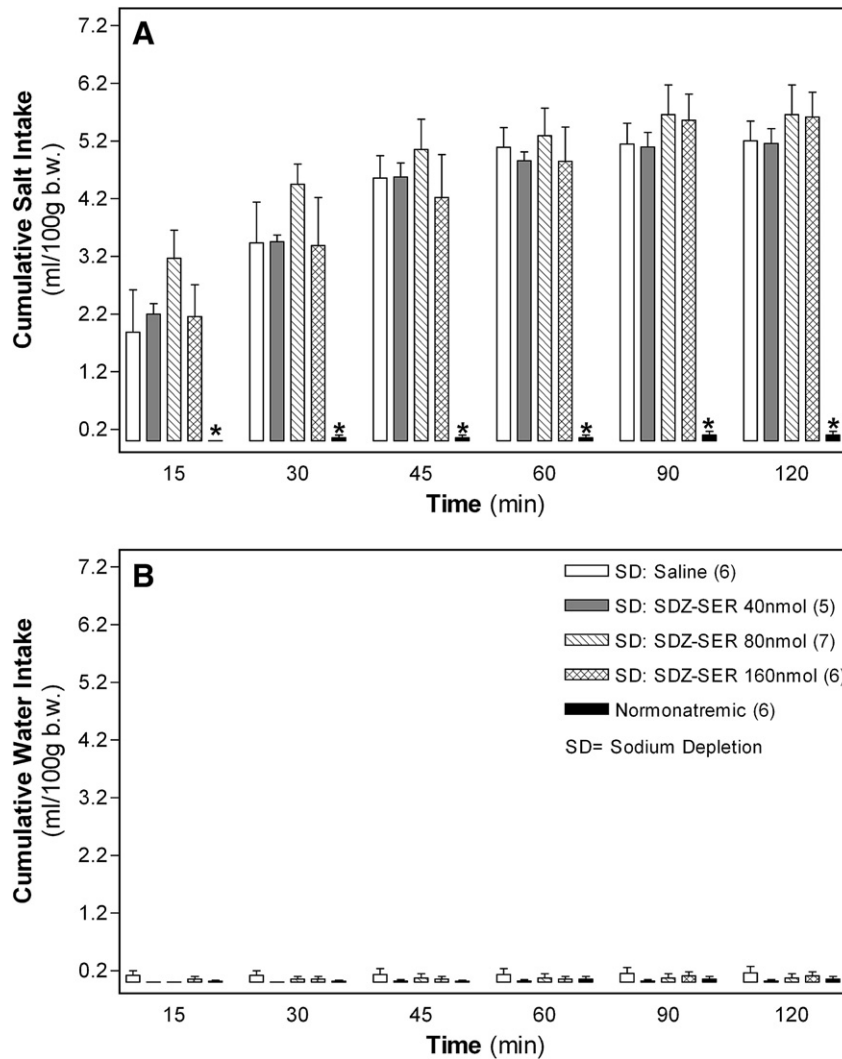 A
7.2
6.2
5.2
4.2
3.2
2.2
1.2
0.2
Cumulative Salt Intake
(ml/100g b.w.)
* * * * * *
15 30 45 60 90 120
Time (min)
B
7.2
6.2
5.2
4.2
3.2
2.2
1.2
0.2
Cumulative Water Intake
(ml/100g b.w.)
SD: Saline (6)
SD: SDZ-SER 40nmol (5)
SD: SDZ-SER 80nmol (7)
SD: SDZ-SER 160nmol (6)
Normonatremic (6)
SD= Sodium Depletion
15 30 45 60 90 120
Time (min)